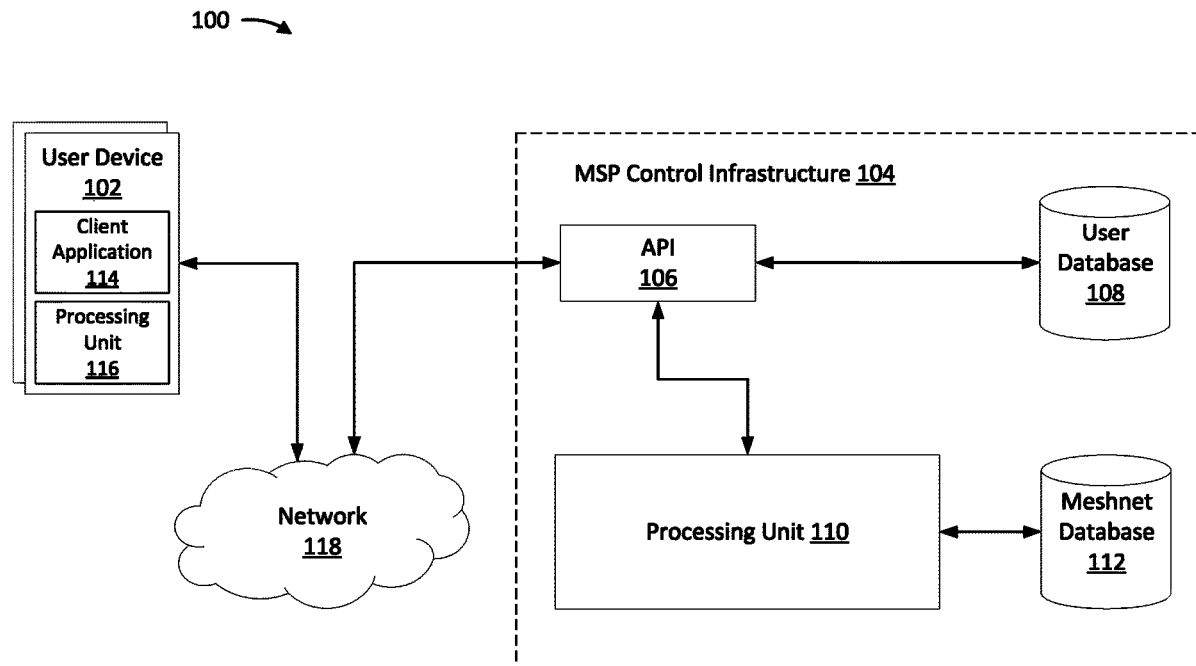 100
User Device
102
Client
Application
114
Processing
Unit
116
MSP Control Infrastructure 104
API
106
User
Database
108
Network
118
Processing Unit 110
Meshnet
Database
112